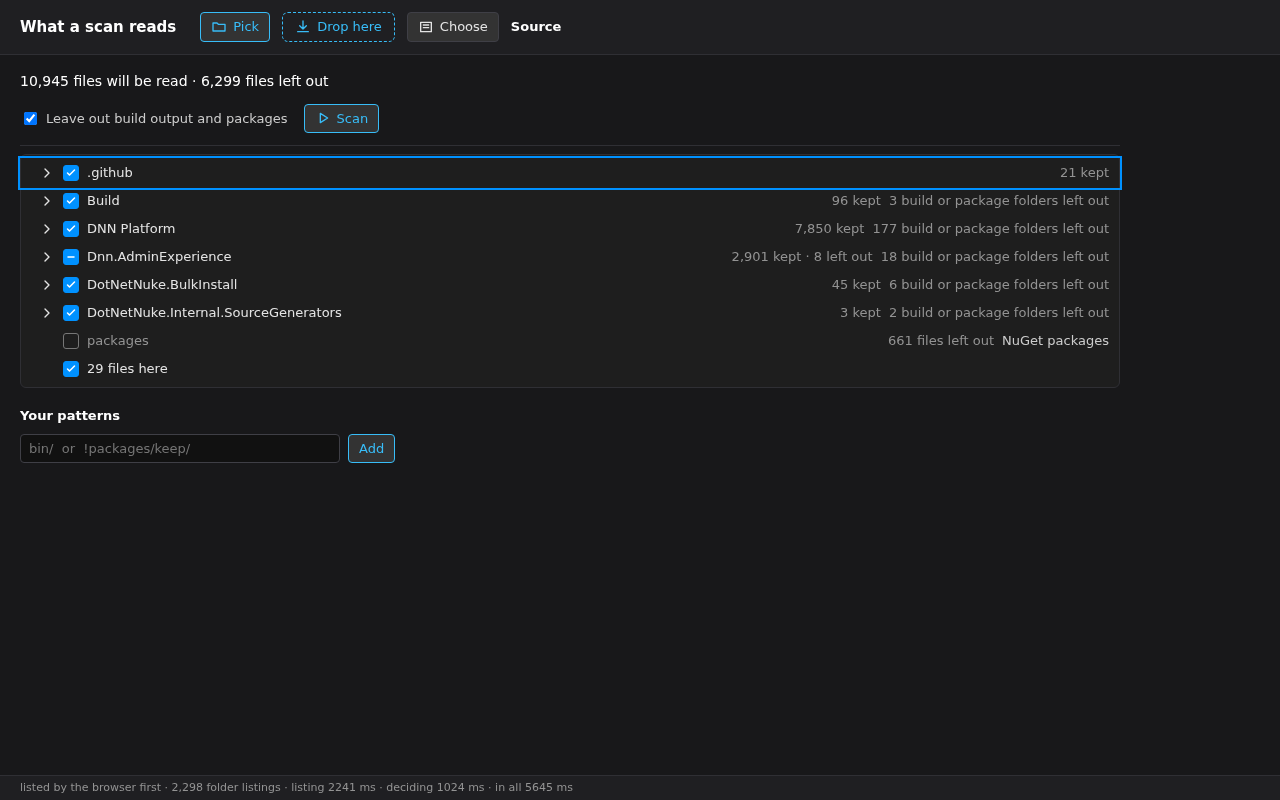 What a scan reads Pick Drop here Choose Source
10,945 files will be read · 6,299 files left out
Leave out build output and packages Scan
.github 21 kept
Build 96 kept 3 build or package folders left out
DNN Platform 7,850 kept 177 build or package folders left out
Dnn.AdminExperience 2,901 kept · 8 left out 18 build or package folders left out
DotNetNuke.BulkInstall 45 kept 6 build or package folders left out
DotNetNuke.Internal.SourceGenerators 3 kept 2 build or package folders left out
packages 661 files left out NuGet packages
29 files here
Your patterns
bin/ or !packages/keep/ Add
listed by the browser first · 2,298 folder listings · listing 2241 ms · deciding 1024 ms · in all 5645 ms